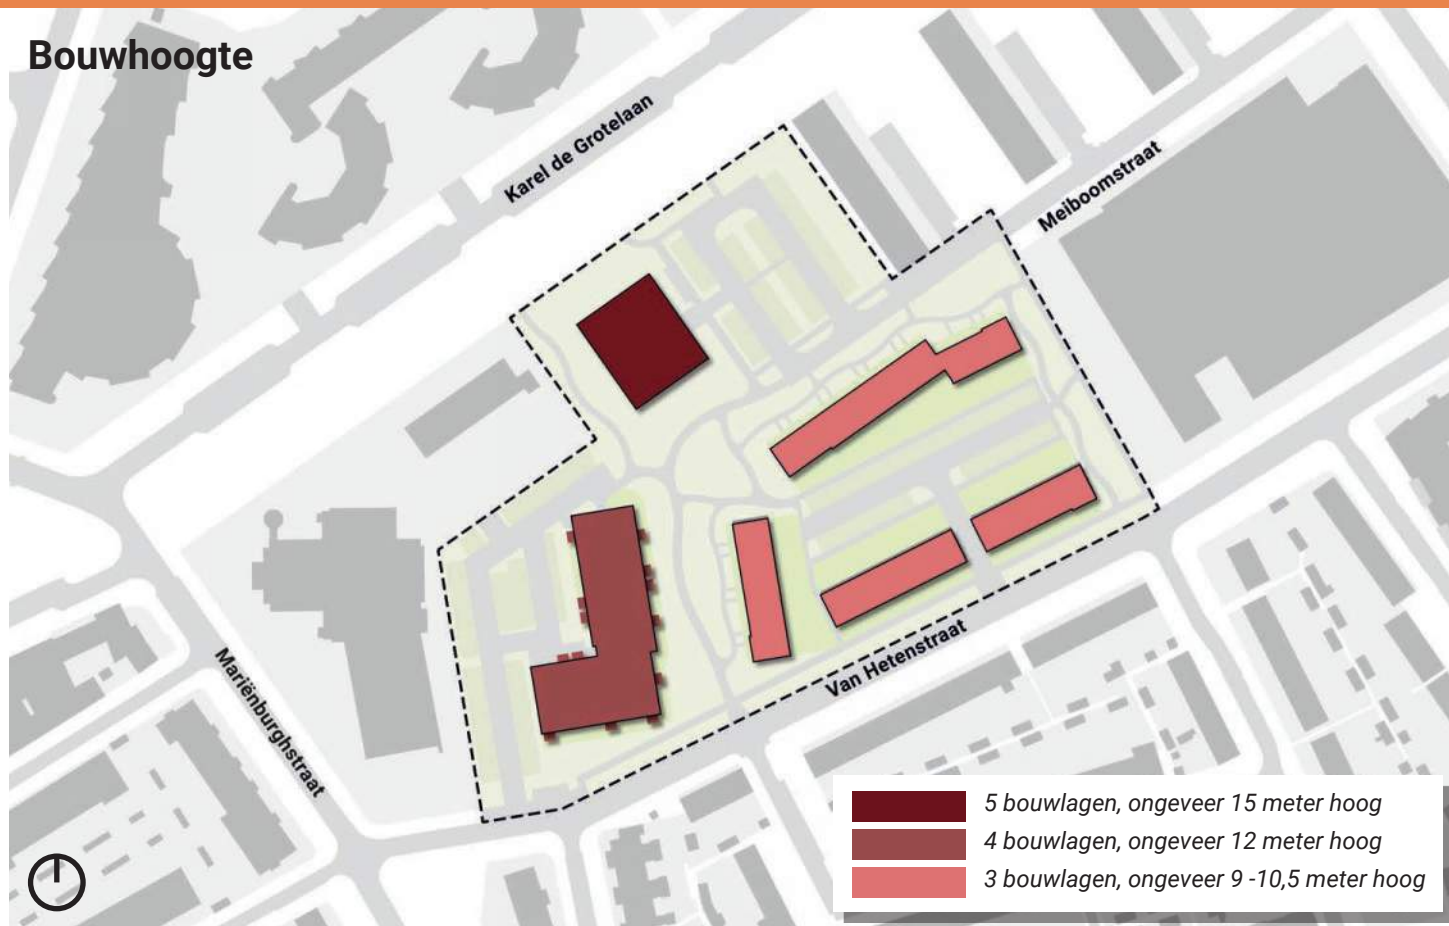 Bouwhoogte
Karel de Grotelaan
Meiboomstraat
Van Hetenstraat
Mariënburghstraat
5 bouwlagen, ongeveer 15 meter hoog
4 bouwlagen, ongeveer 12 meter hoog
3 bouwlagen, ongeveer 9 -10,5 meter hoog